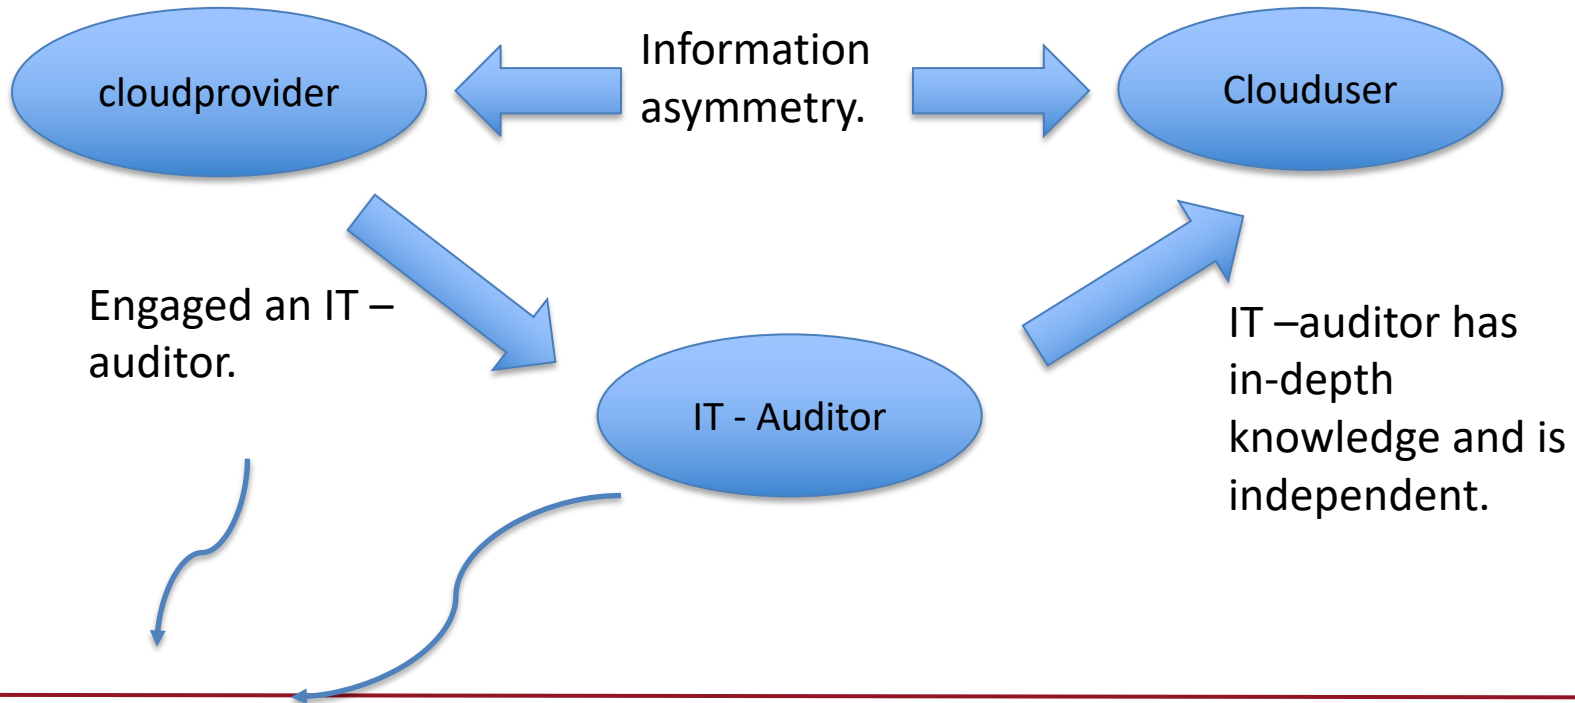 cloudprovider
Information
asymmetry.
Clouduser
Engaged an IT –
auditor.
IT - Auditor
IT –auditor has
in-depth
knowledge and is
independent.